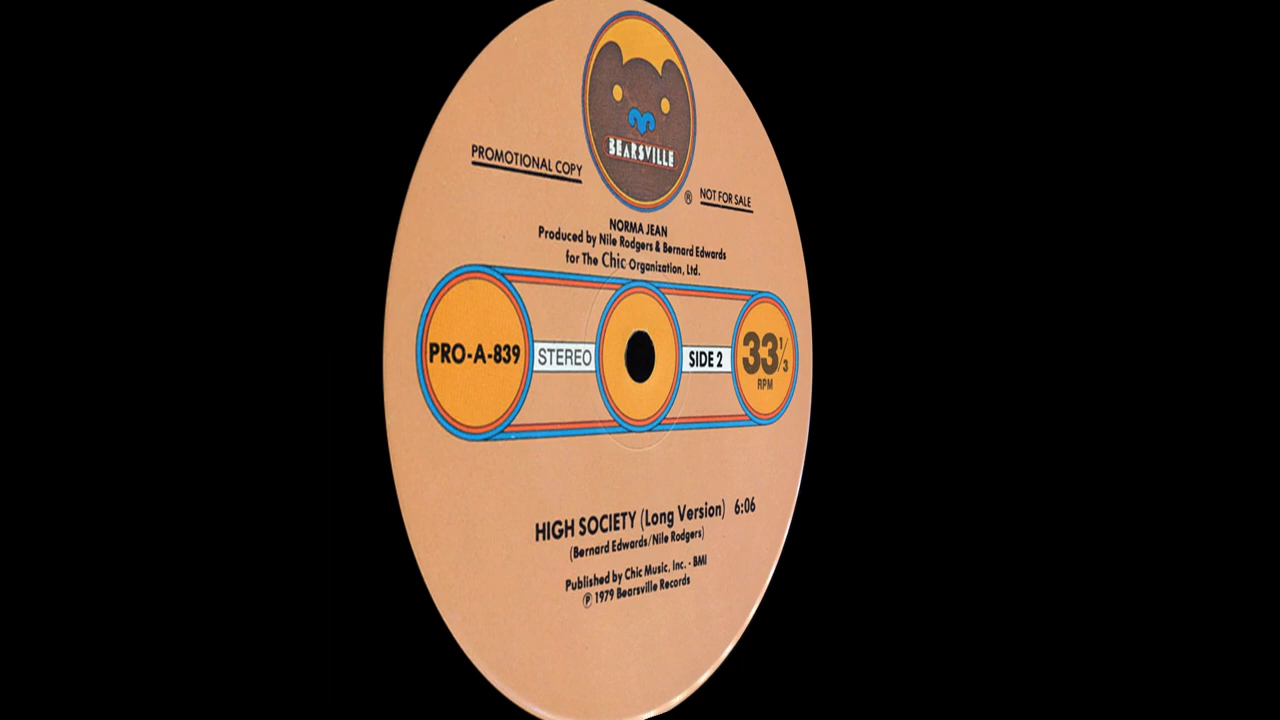 BEARSVILLE
PROMOTIONAL COPY
® NOT FOR SALE
NORMA JEAN
Produced by Nile Rodgers & Bernard Edwards
for The Chic Organization, Ltd.
PRO-A-839 STEREO SIDE 2 33 1/3
RPM
HIGH SOCIETY (Long Version) 6:06
(Bernard Edwards/Nile Rodgers)
Published by Chic Music, Inc. - BMI
℗ 1979 Bearsville Records